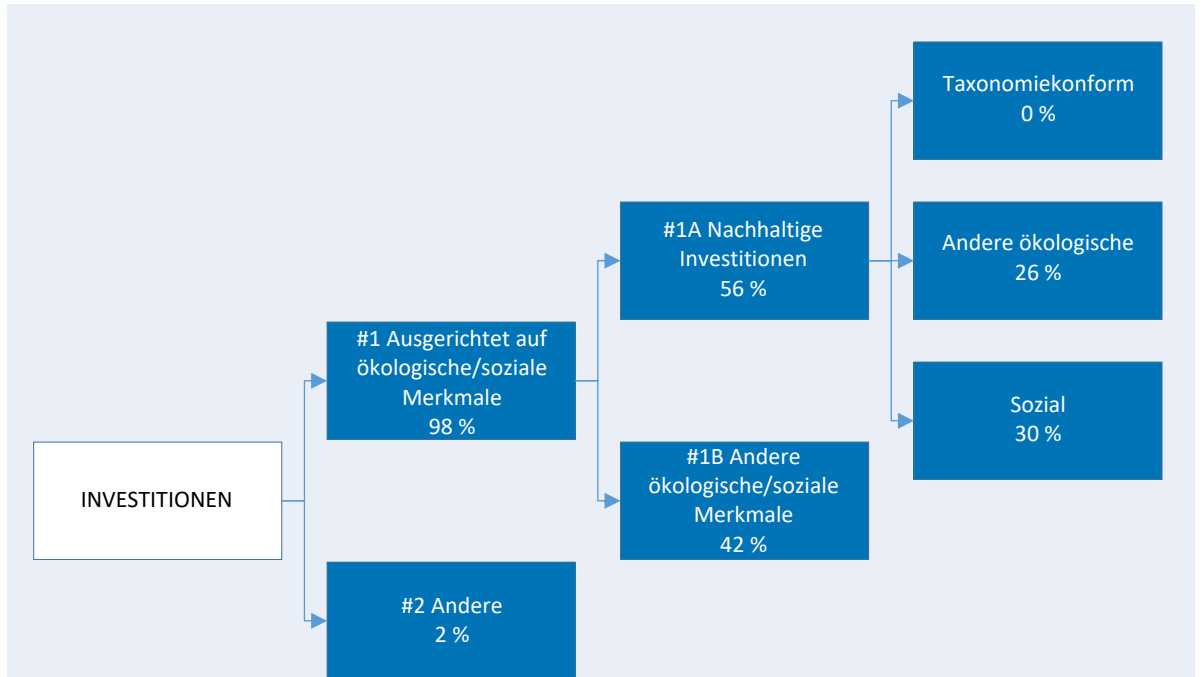 INVESTITIONEN
#1 Ausgerichtet auf
ökologische/soziale
Merkmale
98 %
#2 Andere
2 %
#1A Nachhaltige
Investitionen
56 %
#1B Andere
ökologische/soziale
Merkmale
42 %
Taxonomiekonform
0 %
Andere ökologische
26 %
Sozial
30 %